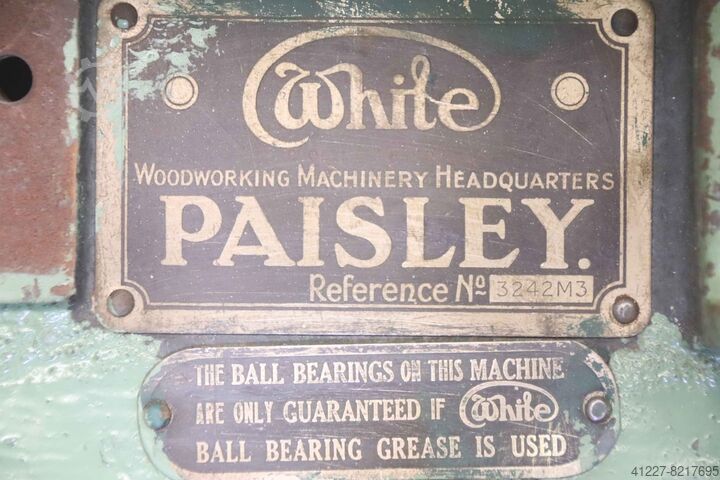 White
WOODWORKING MACHINERY HEADQUARTERS
PAISLEY.
Reference Nº 3242M3
THE BALL BEARINGS ON THIS MACHINE
ARE ONLY GUARANTEED IF White
BALL BEARING GREASE IS USED
41227-8217695